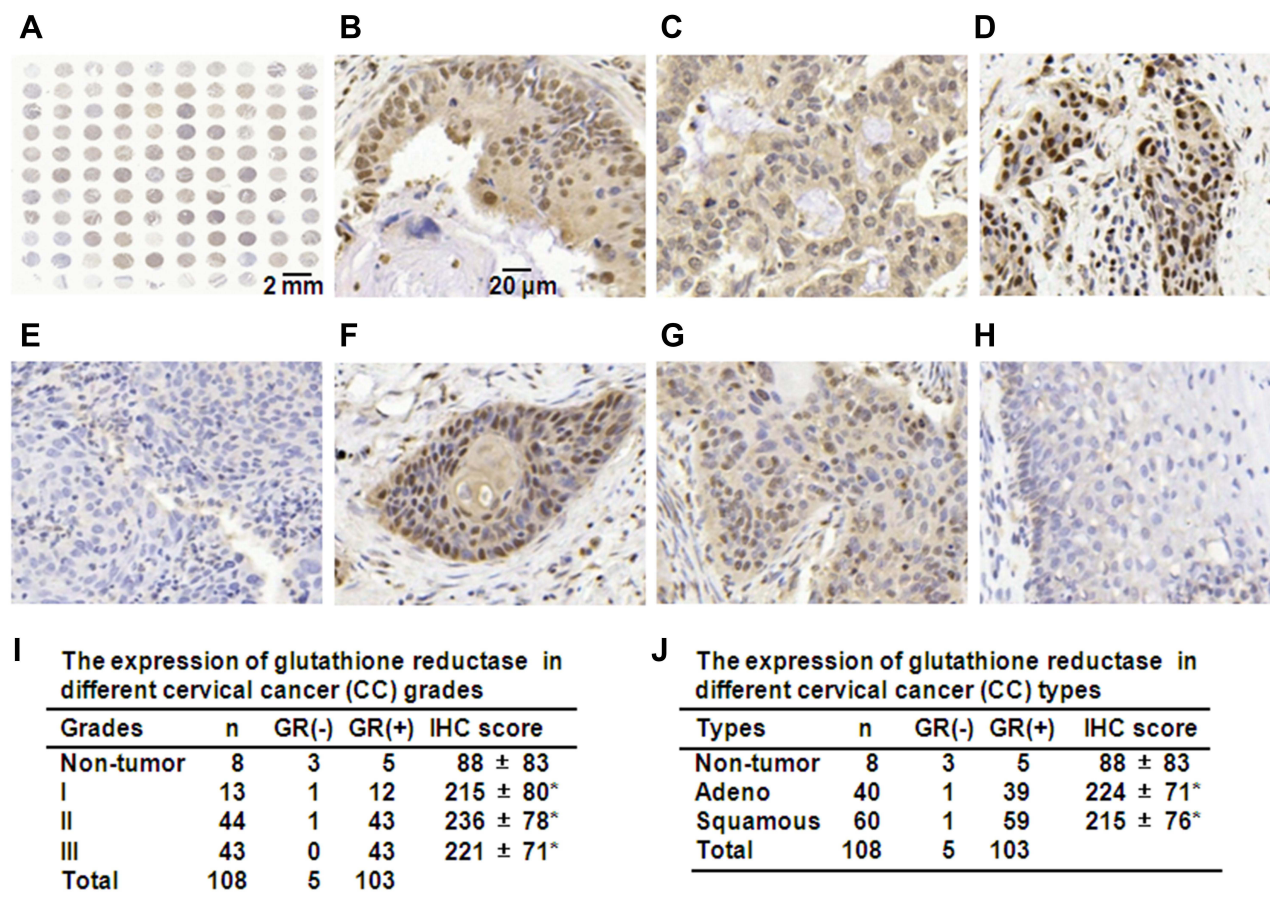 A B C D
2 mm 20 µm
E F G H
I
The expression of glutathione reductase in
different cervical cancer (CC) grades
Grades n GR(-) GR(+) IHC score
Non-tumor 8 3 5 88 ± 83
I 13 1 12 215 ± 80*
II 44 1 43 236 ± 78*
III 43 0 43 221 ± 71*
Total 108 5 103
J
The expression of glutathione reductase in
different cervical cancer (CC) types
Types n GR(-) GR(+) IHC score
Non-tumor 8 3 5 88 ± 83
Adeno 40 1 39 224 ± 71*
Squamous 60 1 59 215 ± 76*
Total 108 5 103